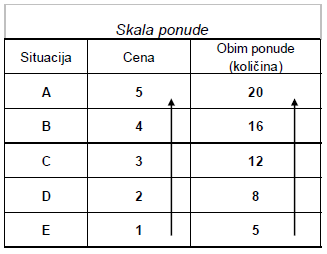 Skala ponude
Situacija Cena Obim ponude (količina)
A 5 20
B 4 16
C 3 12
D 2 8
E 1 5